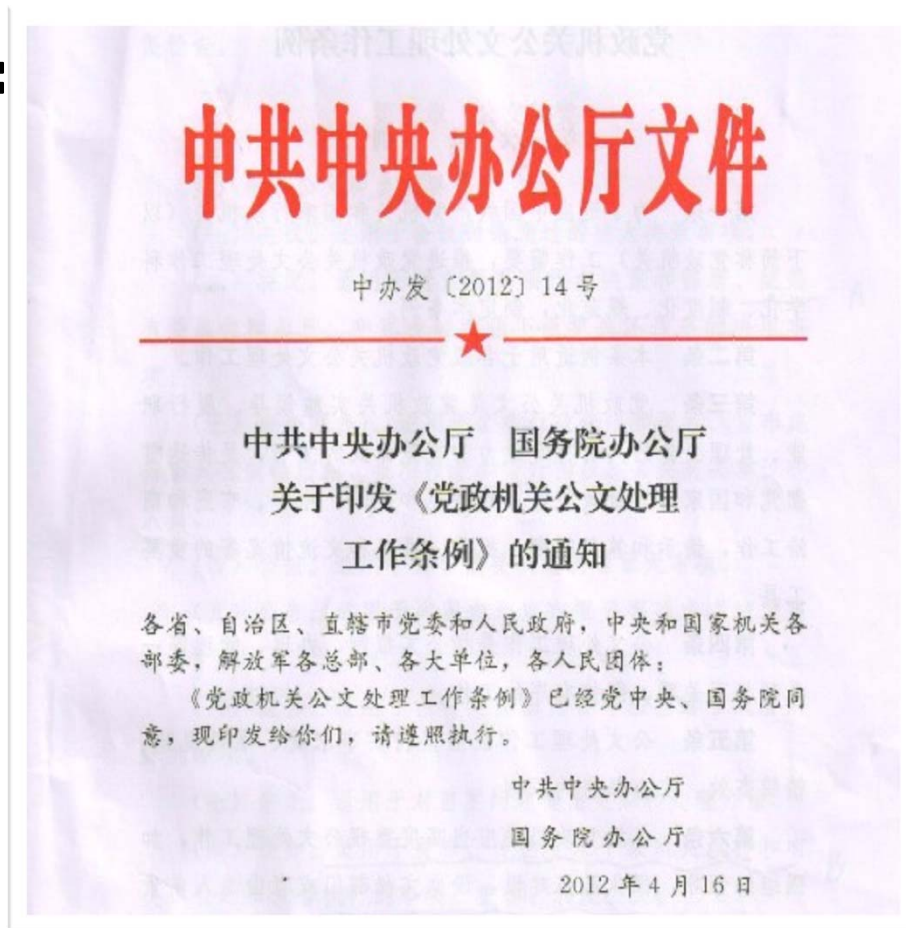 中共中央办公厅文件
中办发〔2012〕14号
中共中央办公厅　国务院办公厅
关于印发《党政机关公文处理
工作条例》的通知
各省、自治区、直辖市党委和人民政府，中央和国家机关各
部委，解放军各总部、各大单位，各人民团体：
《党政机关公文处理工作条例》已经党中央、国务院同
意，现印发给你们，请遵照执行。
中共中央办公厅
国务院办公厅
2012年4月16日